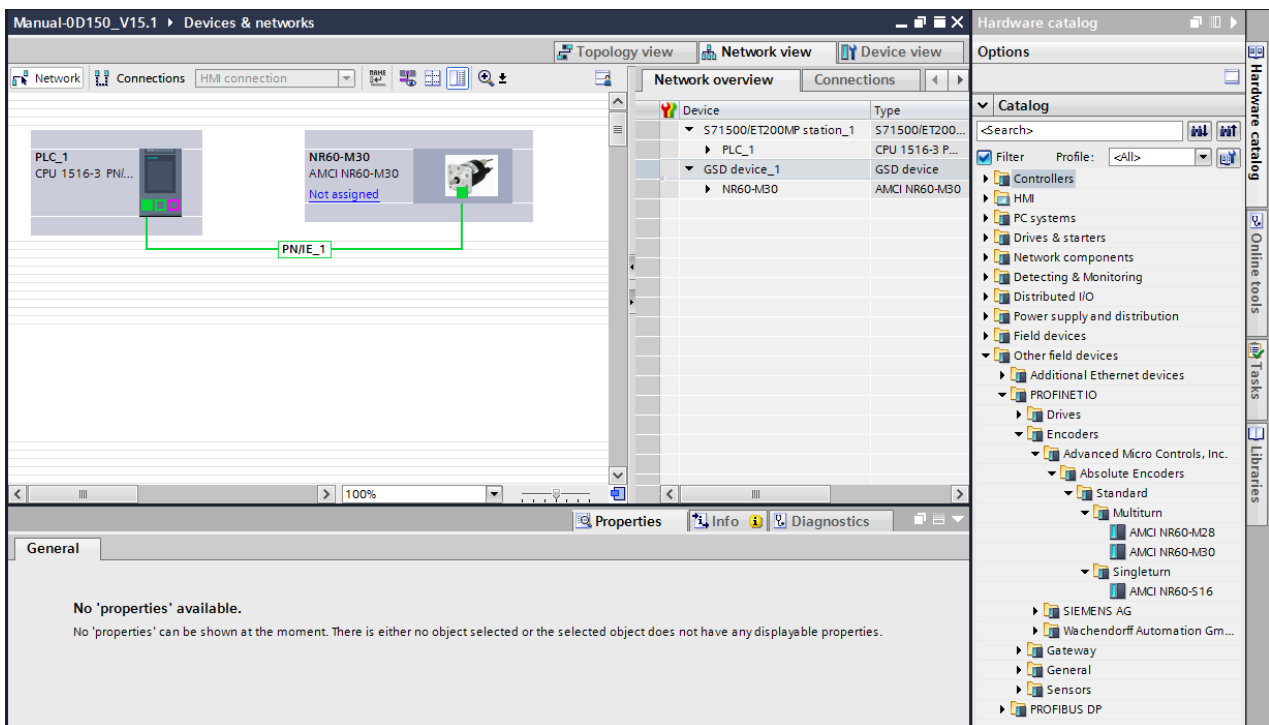 Manual-0D150_V15.1 ▸ Devices & networks
Topology view
Network view
Device view
Network
Connections
HMI connection
PLC_1
CPU 1516-3 PN/...
NR60-M30
AMCI NR60-M30
Not assigned
PN/IE_1
100%
Network overview
Connections
Device
Type
S71500/ET200MP station_1
S71500/ET200...
PLC_1
CPU 1516-3 P...
GSD device_1
GSD device
NR60-M30
AMCI NR60-M30
Properties
Info
Diagnostics
General
No 'properties' available.
No 'properties' can be shown at the moment. There is either no object selected or the selected object does not have any displayable properties.
Hardware catalog
Options
Catalog
<Search>
Filter
Profile:
<All>
Controllers
HMI
PC systems
Drives & starters
Network components
Detecting & Monitoring
Distributed I/O
Power supply and distribution
Field devices
Other field devices
Additional Ethernet devices
PROFINET IO
Drives
Encoders
Advanced Micro Controls, Inc.
Absolute Encoders
Standard
Multiturn
AMCI NR60-M28
AMCI NR60-M30
Singleturn
AMCI NR60-S16
SIEMENS AG
Wachendorff Automation Gm...
Gateway
General
Sensors
PROFIBUS DP
Hardware catalog
Online tools
Tasks
Libraries